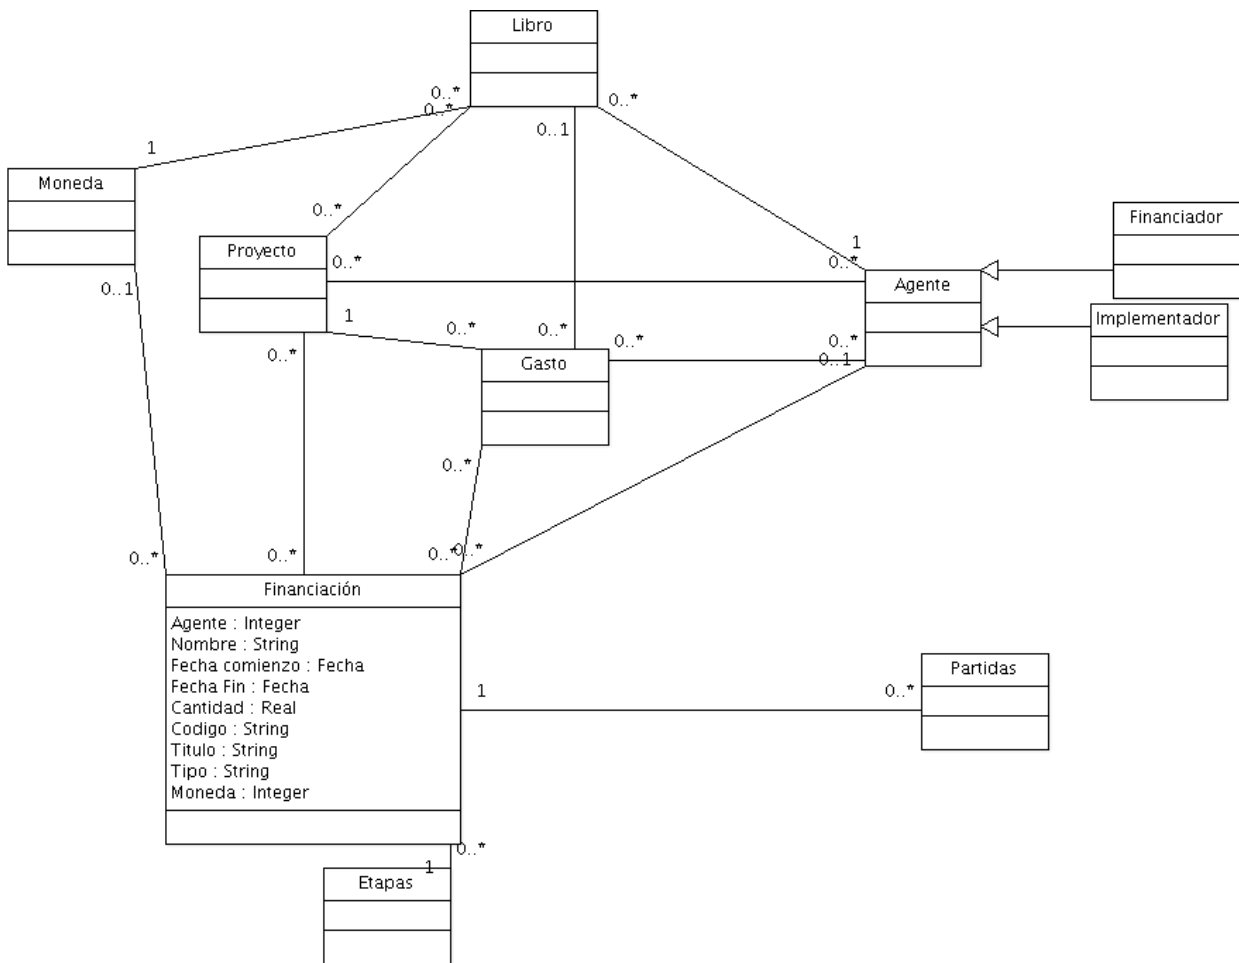 Libro
0..*
0..*
0..*
0..1
1
Moneda
Financiador
0..*
Proyecto
1
0..*
0..*
Agente
0..1
Implementador
1
0..*
0..*
0..*
0..*
0..1
0..*
Gasto
0..*
0..*
0..*
0..*
0..*
Financiación
Agente : Integer
Nombre : String
Fecha comienzo : Fecha
Fecha Fin : Fecha
Cantidad : Real
Codigo : String
Titulo : String
Tipo : String
Moneda : Integer
1
0..*
Partidas
0..*
1
Etapas